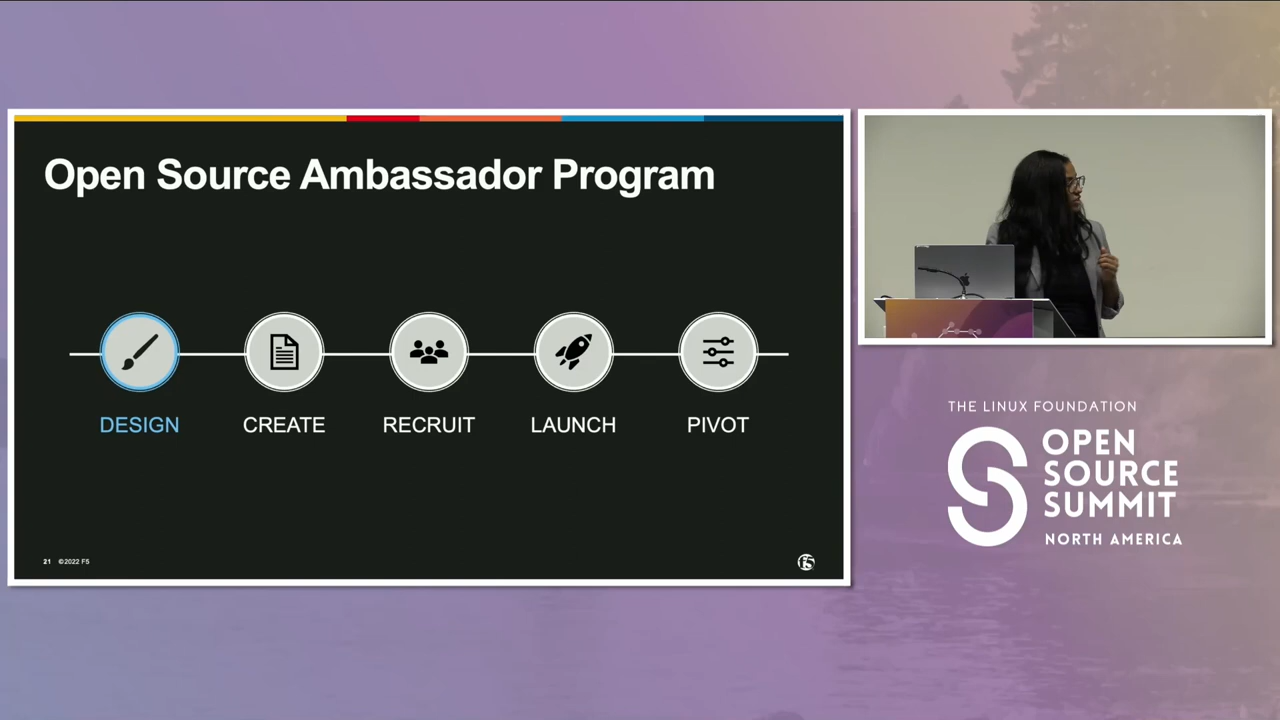 Open Source Ambassador Program
DESIGN
CREATE
RECRUIT
LAUNCH
PIVOT
21 ©2022 F5
f5
THE LINUX FOUNDATION
OPEN
SOURCE
SUMMIT
NORTH AMERICA